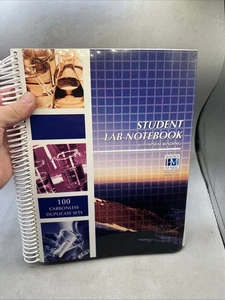 STUDENT
LAB NOTEBOOK
100
CARBONLESS
DUPLICATE SETS